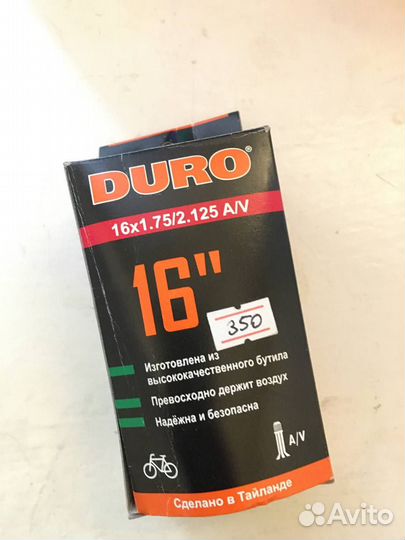 DURO®
16x1.75/2.125 A/V
16"
350
Изготовлена из
высококачественного бутила
Превосходно держит воздух
Надёжна и безопасна
A/V
Сделано в Тайланде
Avito